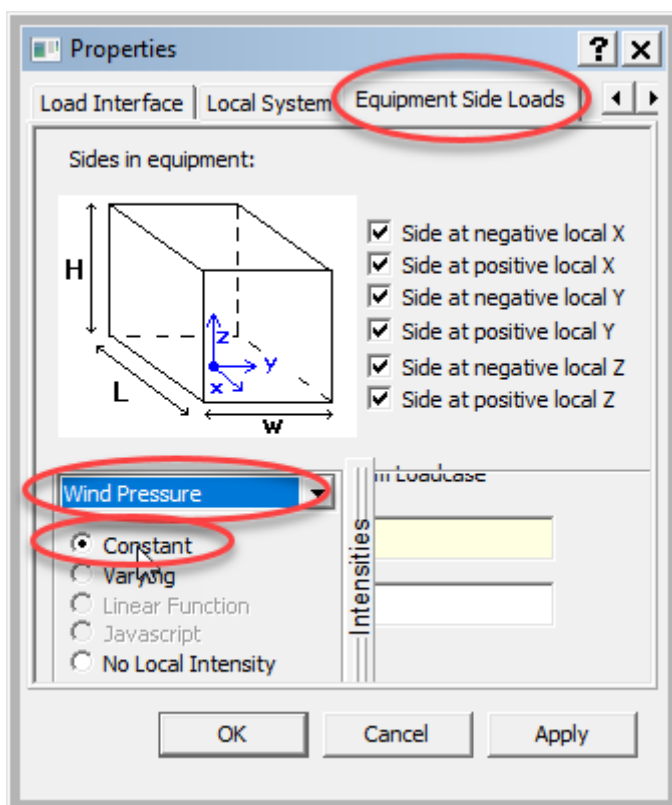 Properties
Load Interface
Local System
Equipment Side Loads
Sides in equipment:
H
L
W
z
Y
x
Side at negative local X
Side at positive local X
Side at negative local Y
Side at positive local Y
Side at negative local Z
Side at positive local Z
Wind Pressure
Constant
Varying
Linear Function
Javascript
No Local Intensity
Intensities
Loadcase
OK
Cancel
Apply